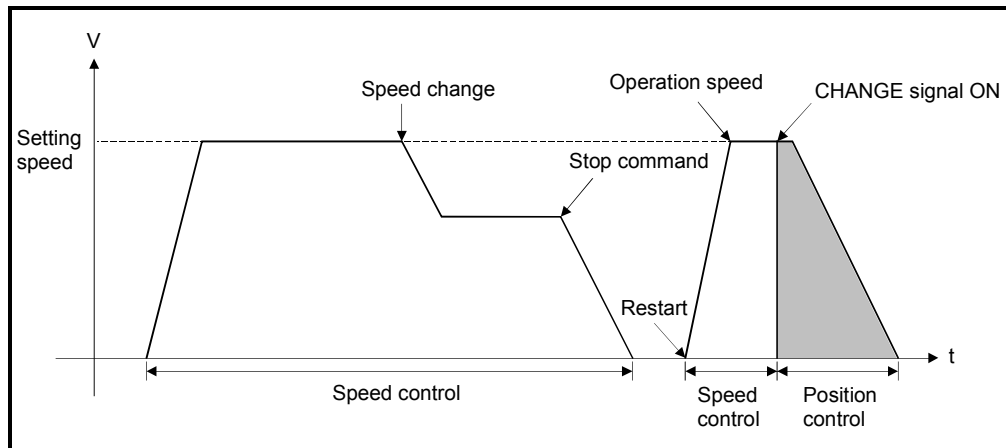 V
Speed change
Operation speed
CHANGE signal ON
Setting
speed
Stop command
Restart
t
Speed control
Speed
control
Position
control